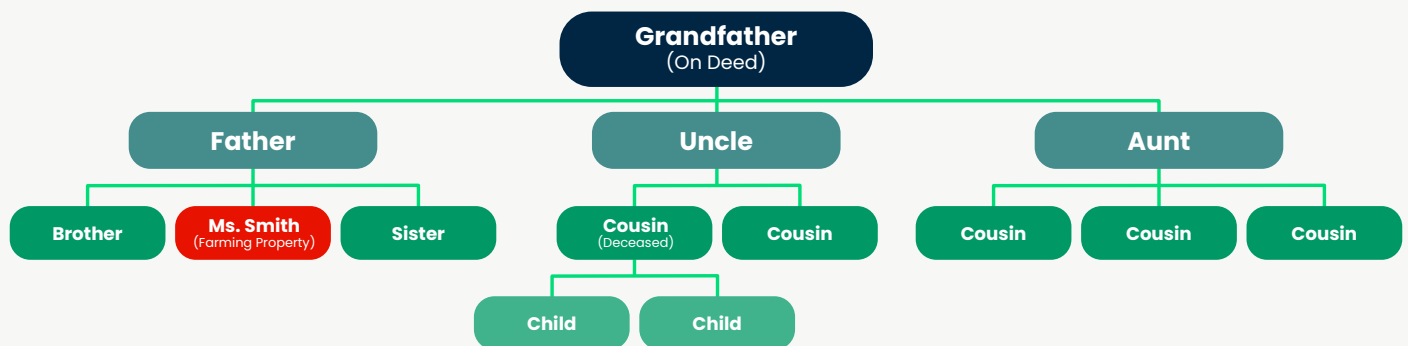 Grandfather
(On Deed)
Father
Uncle
Aunt
Brother
Ms. Smith
(Farming Property)
Sister
Cousin
(Deceased)
Cousin
Cousin
Cousin
Cousin
Child
Child